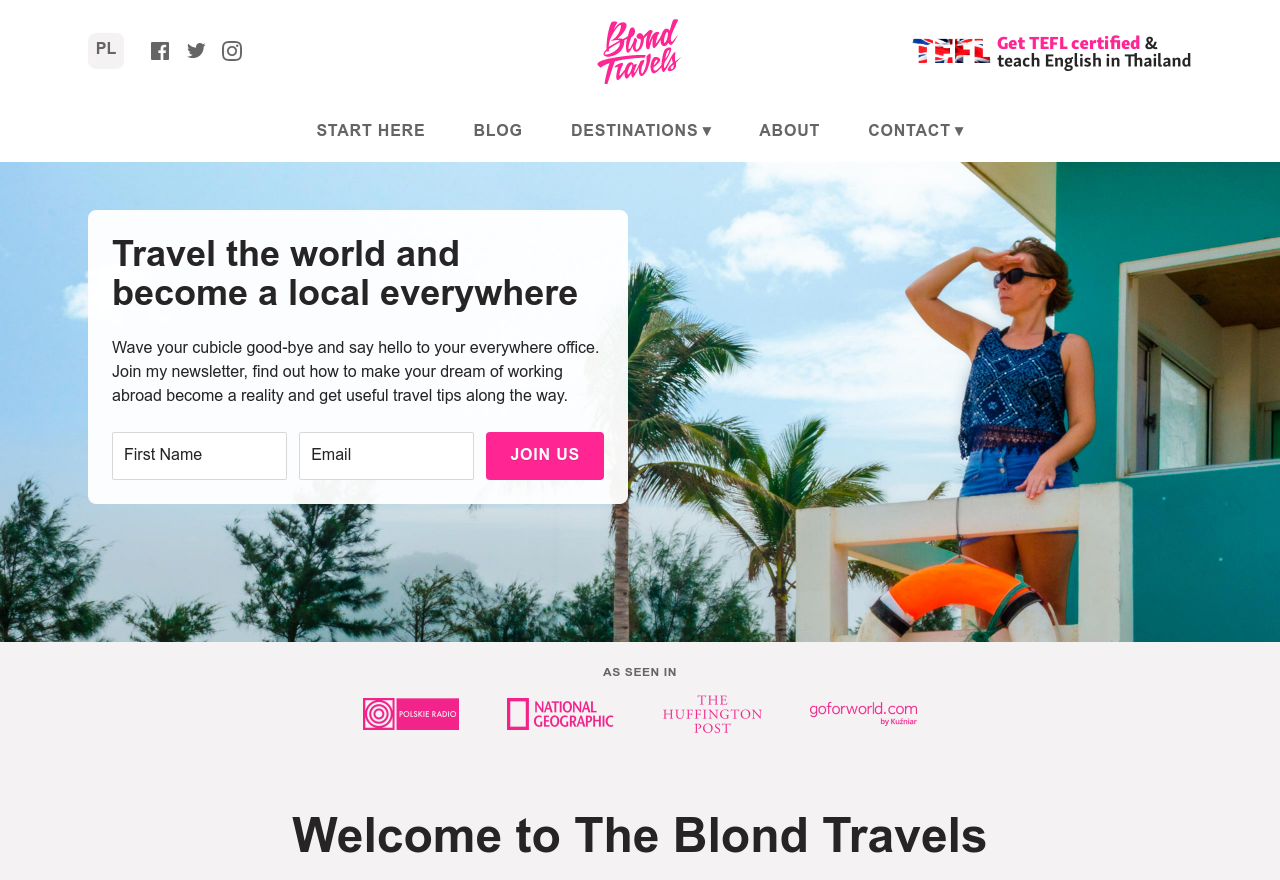 PL
Blond
Travels
TEFL
Get TEFL certified &
teach English in Thailand
START HERE
BLOG
DESTINATIONS ▾
ABOUT
CONTACT ▾
Travel the world and
become a local everywhere
Wave your cubicle good-bye and say hello to your everywhere office.
Join my newsletter, find out how to make your dream of working
abroad become a reality and get useful travel tips along the way.
First Name
Email
JOIN US
AS SEEN IN
POLSKIE RADIO
NATIONAL
GEOGRAPHIC
THE
HUFFINGTON
POST
goforworld.com
by Kuźniar
Welcome to The Blond Travels